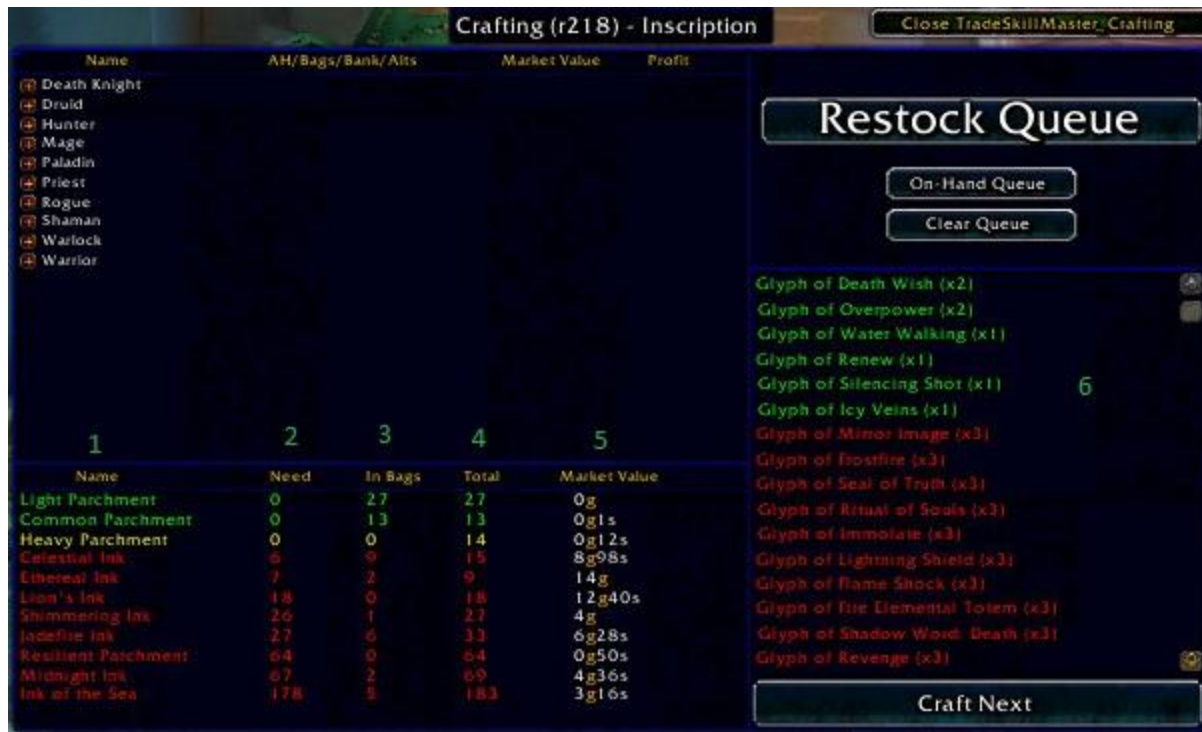 Crafting (r218) - Inscription
Close TradeSkillMaster_Crafting
Name AH/Bags/Bank/Alts Market Value Profit
Death Knight
Druid
Hunter
Mage
Paladin
Priest
Rogue
Shaman
Warlock
Warrior
Restock Queue
On-Hand Queue
Clear Queue
1 2 3 4 5
Name Need In Bags Total Market Value
Light Parchment 0 27 27 0g
Common Parchment 0 13 13 0g1s
Heavy Parchment 0 0 14 0g12s
Celestial Ink 6 9 15 8g98s
Ethereal Ink 7 2 9 14g
Lion's Ink 18 0 18 12g40s
Shimmering Ink 26 1 27 4g
Jadefire Ink 27 6 33 6g28s
Resilient Parchment 64 0 64 0g50s
Midnight Ink 67 2 69 4g36s
Ink of the Sea 178 5 183 3g16s
Glyph of Death Wish (x2)
Glyph of Overpower (x2)
Glyph of Water Walking (x1)
Glyph of Renew (x1)
Glyph of Silencing Shot (x1)
6
Glyph of Icy Veins (x1)
Glyph of Mirror Image (x3)
Glyph of Frostfire (x3)
Glyph of Seal of Truth (x3)
Glyph of Ritual of Souls (x3)
Glyph of Immolate (x3)
Glyph of Lightning Shield (x3)
Glyph of Flame Shock (x3)
Glyph of Fire Elemental Totem (x3)
Glyph of Shadow Word: Death (x3)
Glyph of Revenge (x3)
Craft Next